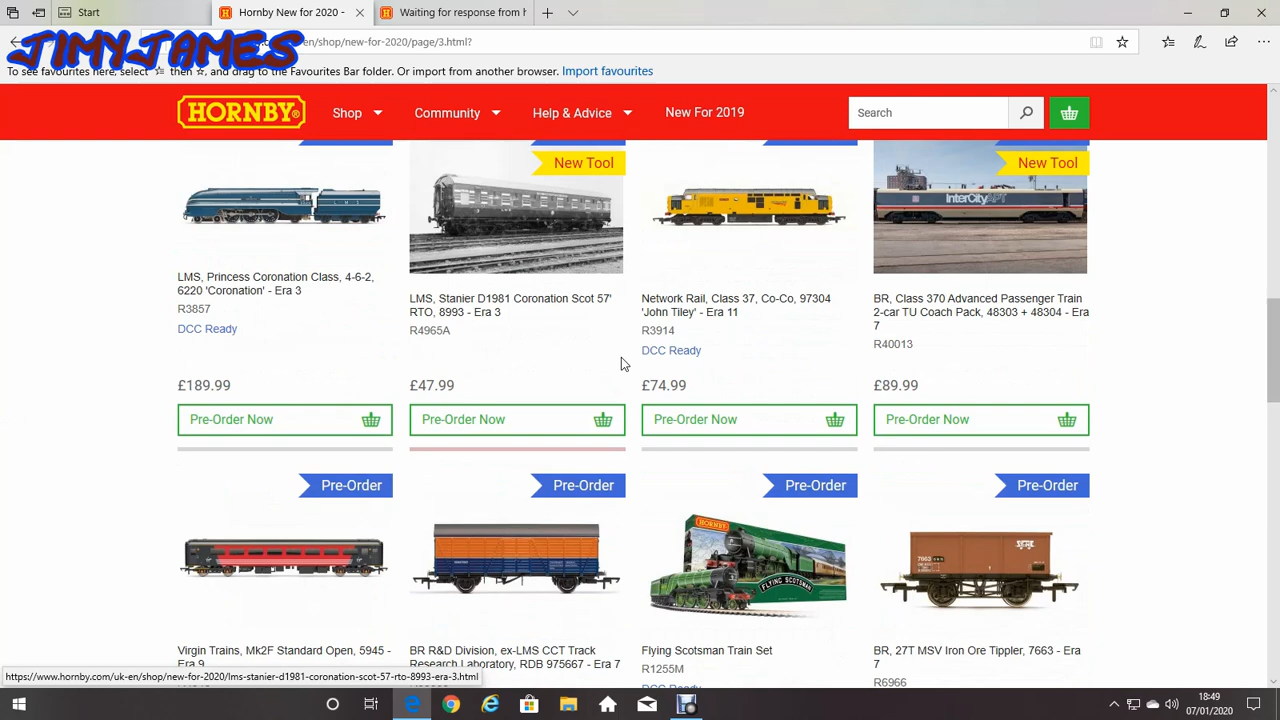 Start
Hornby New for 2020 -
Waiting for response from h
JIMYJAMES
en/shop/new-for-2020/page/3.html?
To see favourites here, select ☆ then ☆, and drag to the Favourites Bar folder. Or import from another browser. Import favourites
HORNBY®
Shop
Community
Help & Advice
New For 2019
Search
New Tool
New Tool
InterCity APT
LMS, Princess Coronation Class, 4-6-2,
6220 'Coronation' - Era 3
R3857
DCC Ready
£189.99
Pre-Order Now
LMS, Stanier D1981 Coronation Scot 57'
RTO, 8993 - Era 3
R4965A
£47.99
Pre-Order Now
Network Rail, Class 37, Co-Co, 97304
'John Tiley' - Era 11
R3914
DCC Ready
£74.99
Pre-Order Now
BR, Class 370 Advanced Passenger Train
2-car TU Coach Pack, 48303 + 48304 - Era
7
R40013
£89.99
Pre-Order Now
Pre-Order
Pre-Order
Pre-Order
Pre-Order
HORNBY
FLYING SCOTSMAN
7663
Virgin Trains, Mk2F Standard Open, 5945 -
Era 9
BR R&D Division, ex-LMS CCT Track
Research Laboratory, RDB 975667 - Era 7
Flying Scotsman Train Set
R1255M
BR, 27T MSV Iron Ore Tippler, 7663 - Era
7
R6966
https://www.hornby.com/uk-en/shop/new-for-2020/lms-stanier-d1981-coronation-scot-57-rto-8993-era-3.html
18:49
07/01/2020